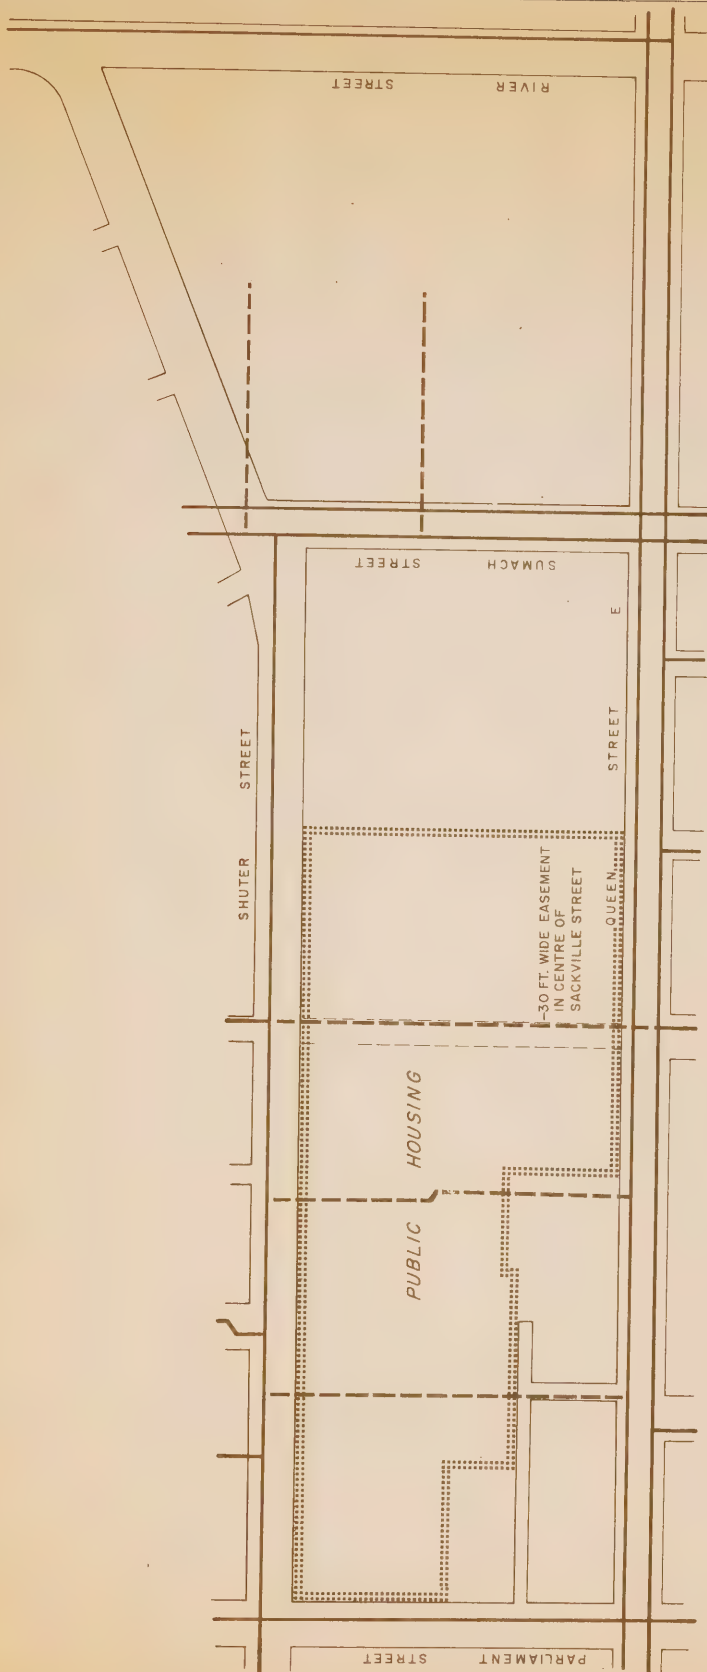 RIVER STREET
SUMACH STREET
SHUTER STREET
QUEEN STREET E
-30 FT. WIDE EASEMENT
IN CENTRE OF
SACKVILLE STREET
PUBLIC HOUSING
PARLIAMENT STREET